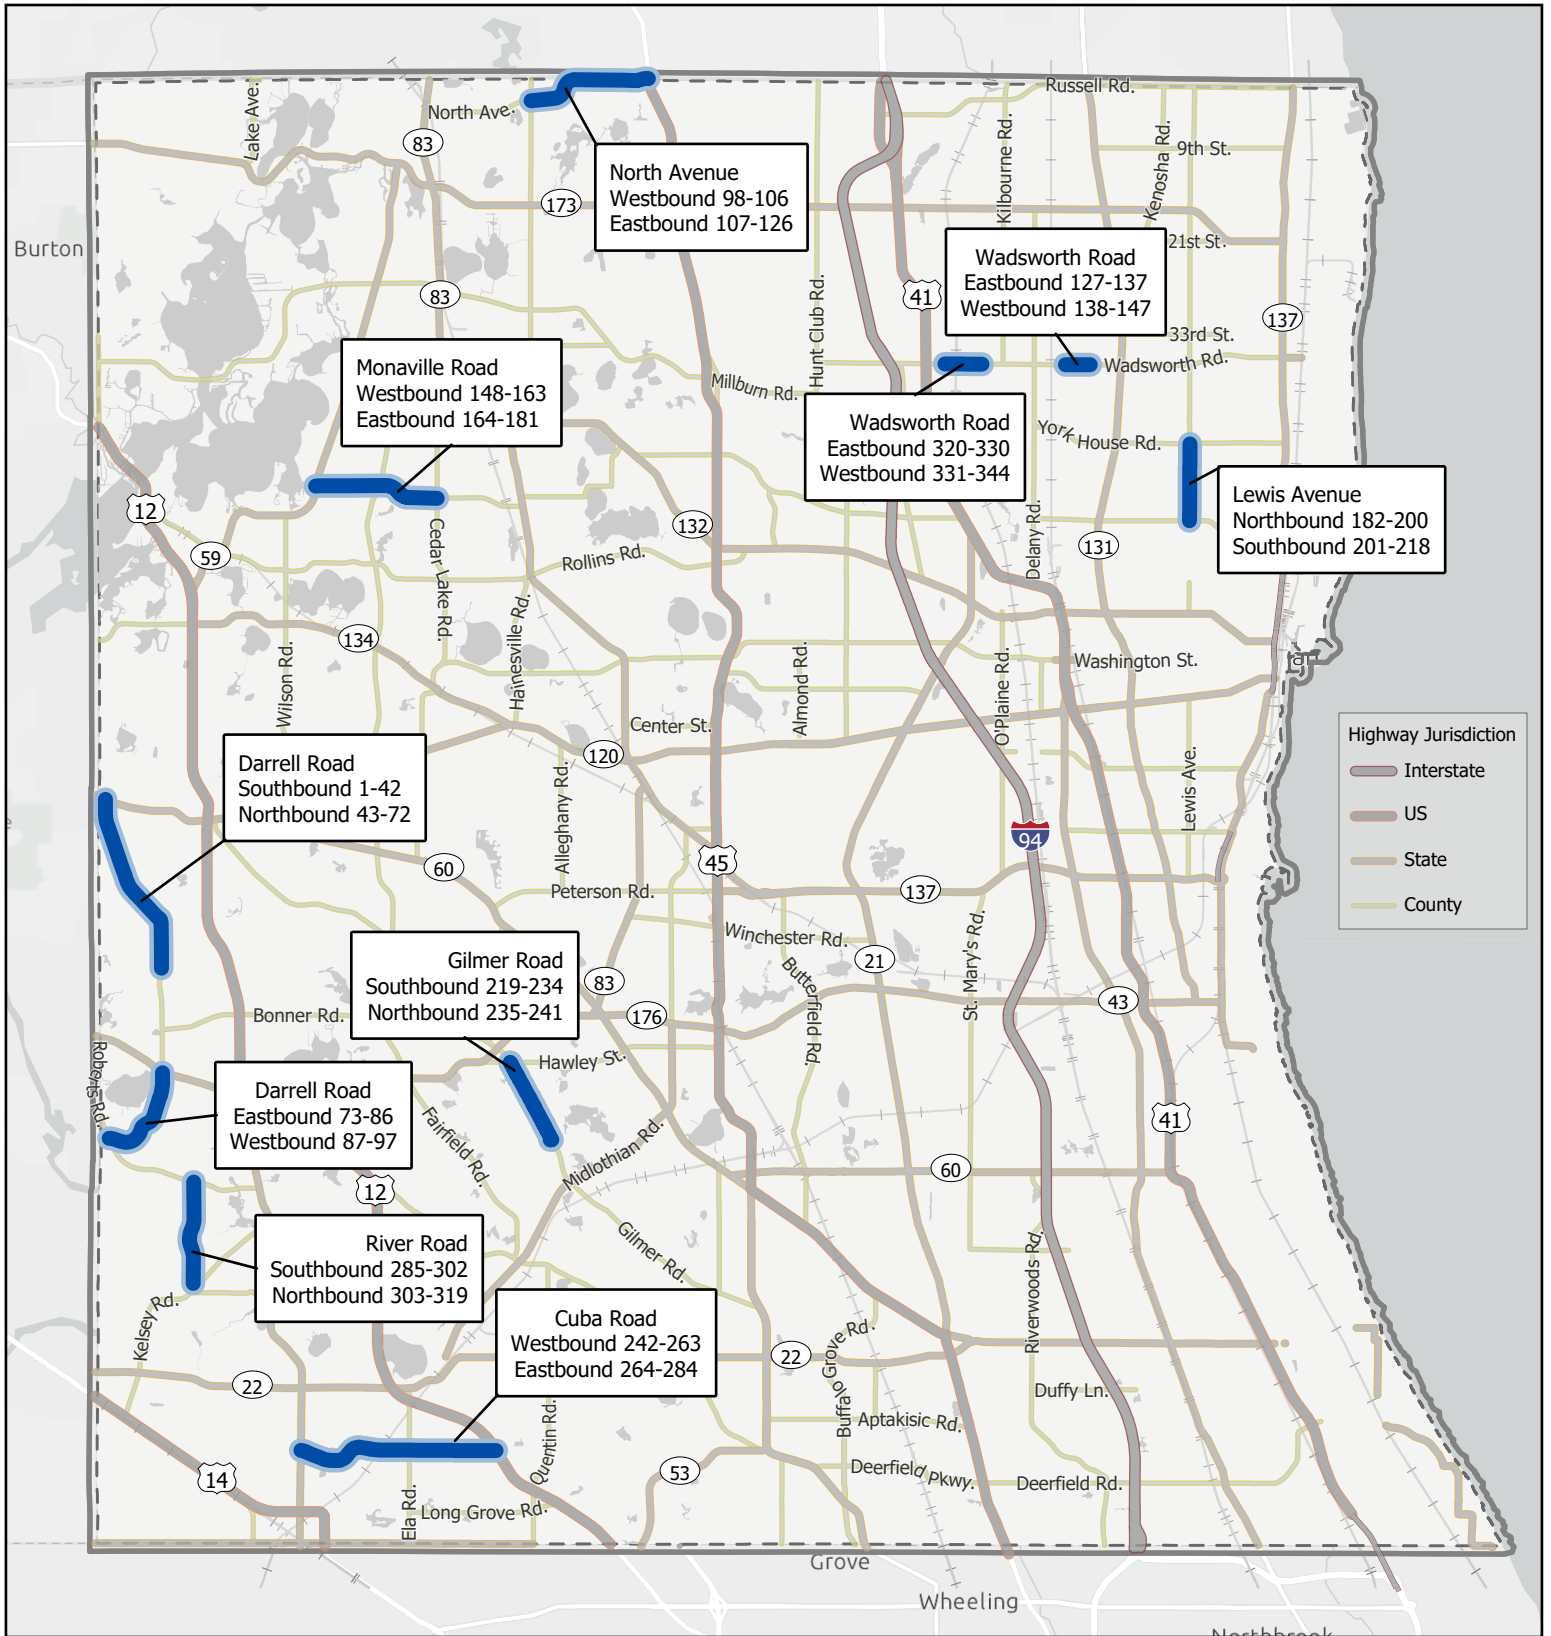 Russell Rd.
Lake Ave.
North Ave.
83
Kilbourne Rd.
Kenosha Rd.
9th St.
North Avenue
Westbound 98-106
Eastbound 107-126
173
Burton
21st St.
Wadsworth Road
Eastbound 127-137
Westbound 138-147
83
41
Hunt Club Rd.
137
33rd St.
Wadsworth Rd.
Monaville Road
Westbound 148-163
Eastbound 164-181
Millburn Rd.
Wadsworth Road
Eastbound 320-330
Westbound 331-344
York House Rd.
Lewis Avenue
Northbound 182-200
Southbound 201-218
12
132
59
Cedar Lake Rd.
Rollins Rd.
Delany Rd.
131
134
Hainesville Rd.
Wilson Rd.
Almond Rd.
O'Plaine Rd.
Washington St.
Center St.
120
Highway Jurisdiction
Interstate
US
State
County
Darrell Road
Southbound 1-42
Northbound 43-72
Alleghany Rd.
Lewis Ave.
94
60
45
Peterson Rd.
137
Winchester Rd.
St. Mary's Rd.
21
Gilmer Road
Southbound 219-234
Northbound 235-241
83
Butterfield Rd.
43
Bonner Rd.
176
Hawley St.
Roberts Rd.
Darrell Road
Eastbound 73-86
Westbound 87-97
Fairfield Rd.
Midlothian Rd.
41
60
12
River Road
Southbound 285-302
Northbound 303-319
Gilmer Rd.
Riverwoods Rd.
Kelsey Rd.
Cuba Road
Westbound 242-263
Eastbound 264-284
22
Buffalo Grove Rd.
22
Duffy Ln.
Aptakisic Rd.
Quentin Rd.
14
53
Deerfield Pkwy.
Deerfield Rd.
Ela Rd.
Long Grove Rd.
Grove
Wheeling
Northbrook